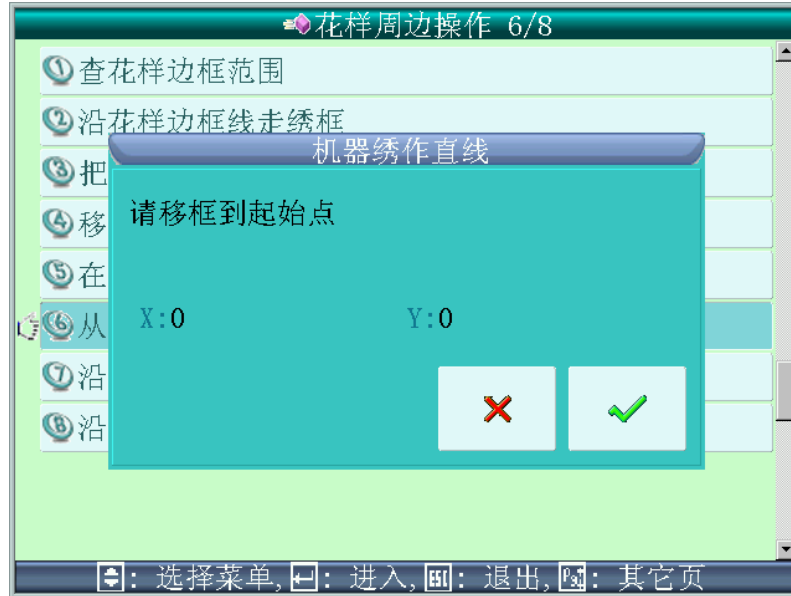 花样周边操作 6/8
① 查花样边框范围
② 沿花样边框线走绣框
机器绣作直线
③ 把
请移框到起始点
④ 移
⑤ 在
X:0 Y:0
⑥ 从
⑦ 沿
⑧ 沿
: 选择菜单, : 进入, ESC: 退出, : 其它页